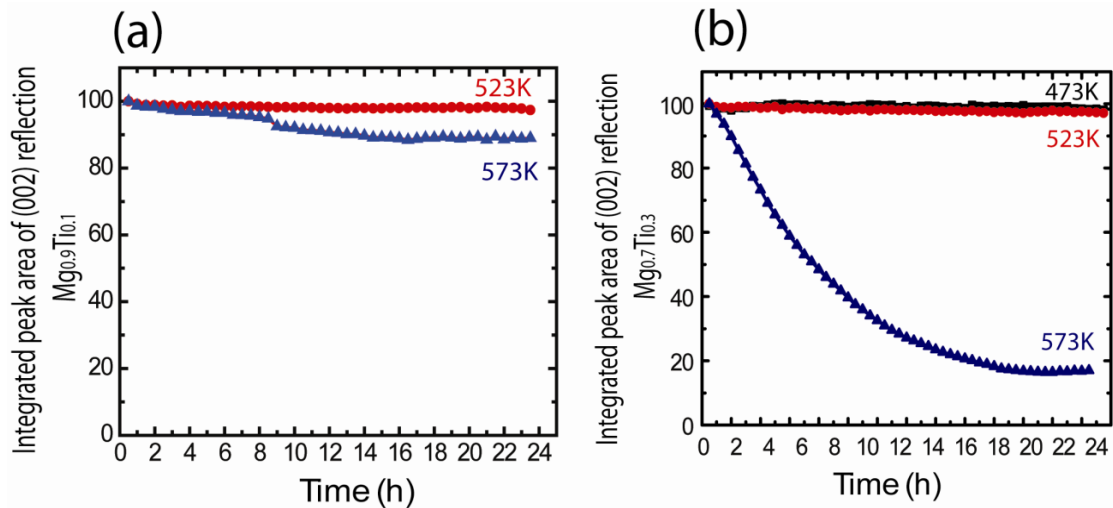 (a)
Integrated peak area of (002) reflection
Mg0.9Ti0.1
100
80
60
40
20
0
523K
573K
0 2 4 6 8 10 12 14 16 18 20 22 24
Time (h)
(b)
Integrated peak area of (002) reflection
Mg0.7Ti0.3
100
80
60
40
20
0
473K
523K
573K
0 2 4 6 8 10 12 14 16 18 20 22 24
Time (h)